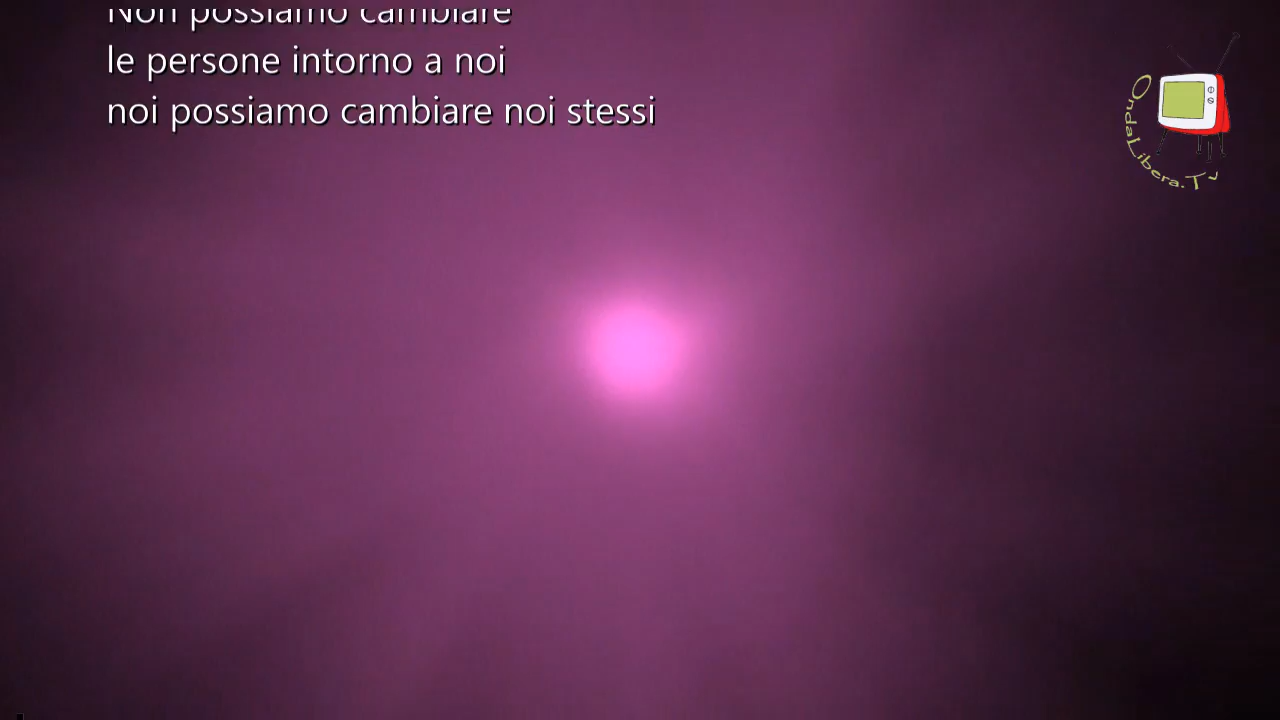 Non possiamo cambiare
le persone intorno a noi
noi possiamo cambiare noi stessi
OndaLibera.Tv